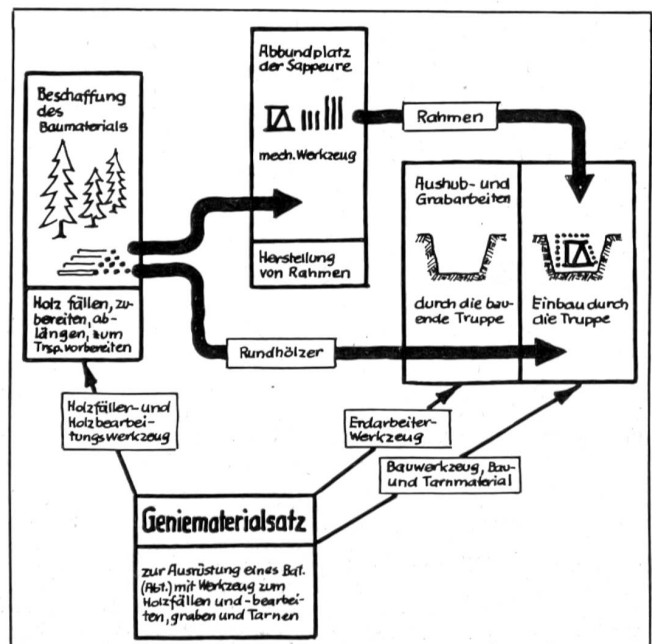 Beschaffung
des
Baumaterials
Holz fällen, zu-
bereiten, ab-
längen, zum
Trsp. vorbereiten
Abbundplatz
der Sappeure
mech. Werkzeug
Herstellung
von Rahmen
Rahmen
Rundhölzer
Aushub- und
Grabarbeiten
durch die bau-
ende Truppe
Einbau durch
die Truppe
Holzfäller- und
Holzbearbei-
tungswerkzeug
Endarbeiter-
Werkzeug
Bauwerkzeug, Bau-
und Tarnmaterial
Geniematerialsatz
zur Ausrüstung eines Bat.
(Abt.) mit Werkzeug zum
Holzfällen und -bearbei-
ten, graben und Tarnen